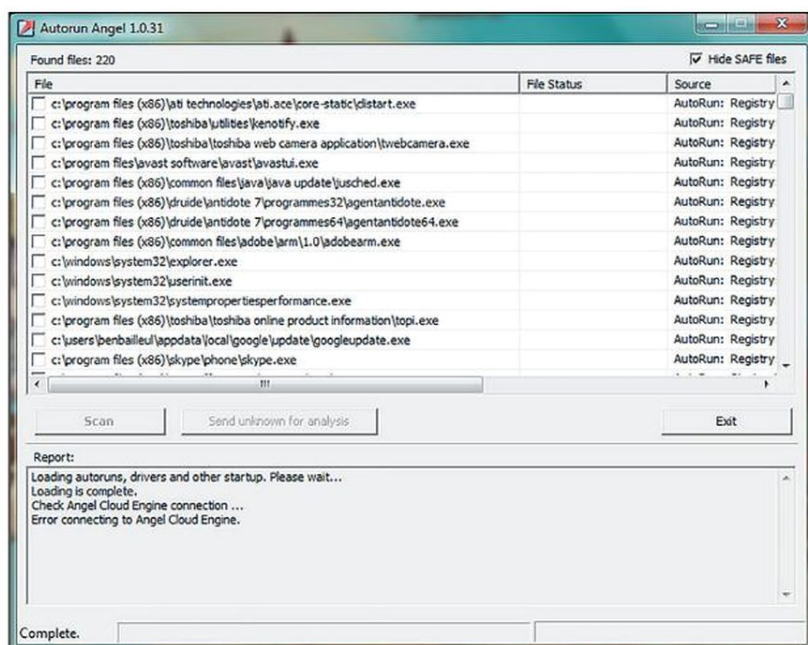 Autorun Angel 1.0.31
Found files: 220
Hide SAFE files
File File Status Source
c:\program files (x86)\ati technologies\ati.ace\core-static\clistart.exe AutoRun: Registry
c:\program files (x86)\toshiba\utilities\kenotify.exe AutoRun: Registry
c:\program files (x86)\toshiba\toshiba web camera application\twebcamera.exe AutoRun: Registry
c:\program files\avast software\avast\avastui.exe AutoRun: Registry
c:\program files (x86)\common files\java\java update\jusched.exe AutoRun: Registry
c:\program files (x86)\druide\antidote 7\programmes32\agentantidote.exe AutoRun: Registry
c:\program files (x86)\druide\antidote 7\programmes64\agentantidote64.exe AutoRun: Registry
c:\program files (x86)\common files\adobe\arm\1.0\adobearm.exe AutoRun: Registry
c:\windows\system32\explorer.exe AutoRun: Registry
c:\windows\system32\userinit.exe AutoRun: Registry
c:\windows\system32\systempropertiesperformance.exe AutoRun: Registry
c:\program files (x86)\toshiba\toshiba online product information\topi.exe AutoRun: Registry
c:\users\benbailleul\appdata\local\google\update\googleupdate.exe AutoRun: Registry
c:\program files (x86)\skype\phone\skype.exe AutoRun: Registry
Scan Send unknown for analysis Exit
Report:
Loading autoruns, drivers and other startup. Please wait...
Loading is complete.
Check Angel Cloud Engine connection ...
Error connecting to Angel Cloud Engine.
Complete.